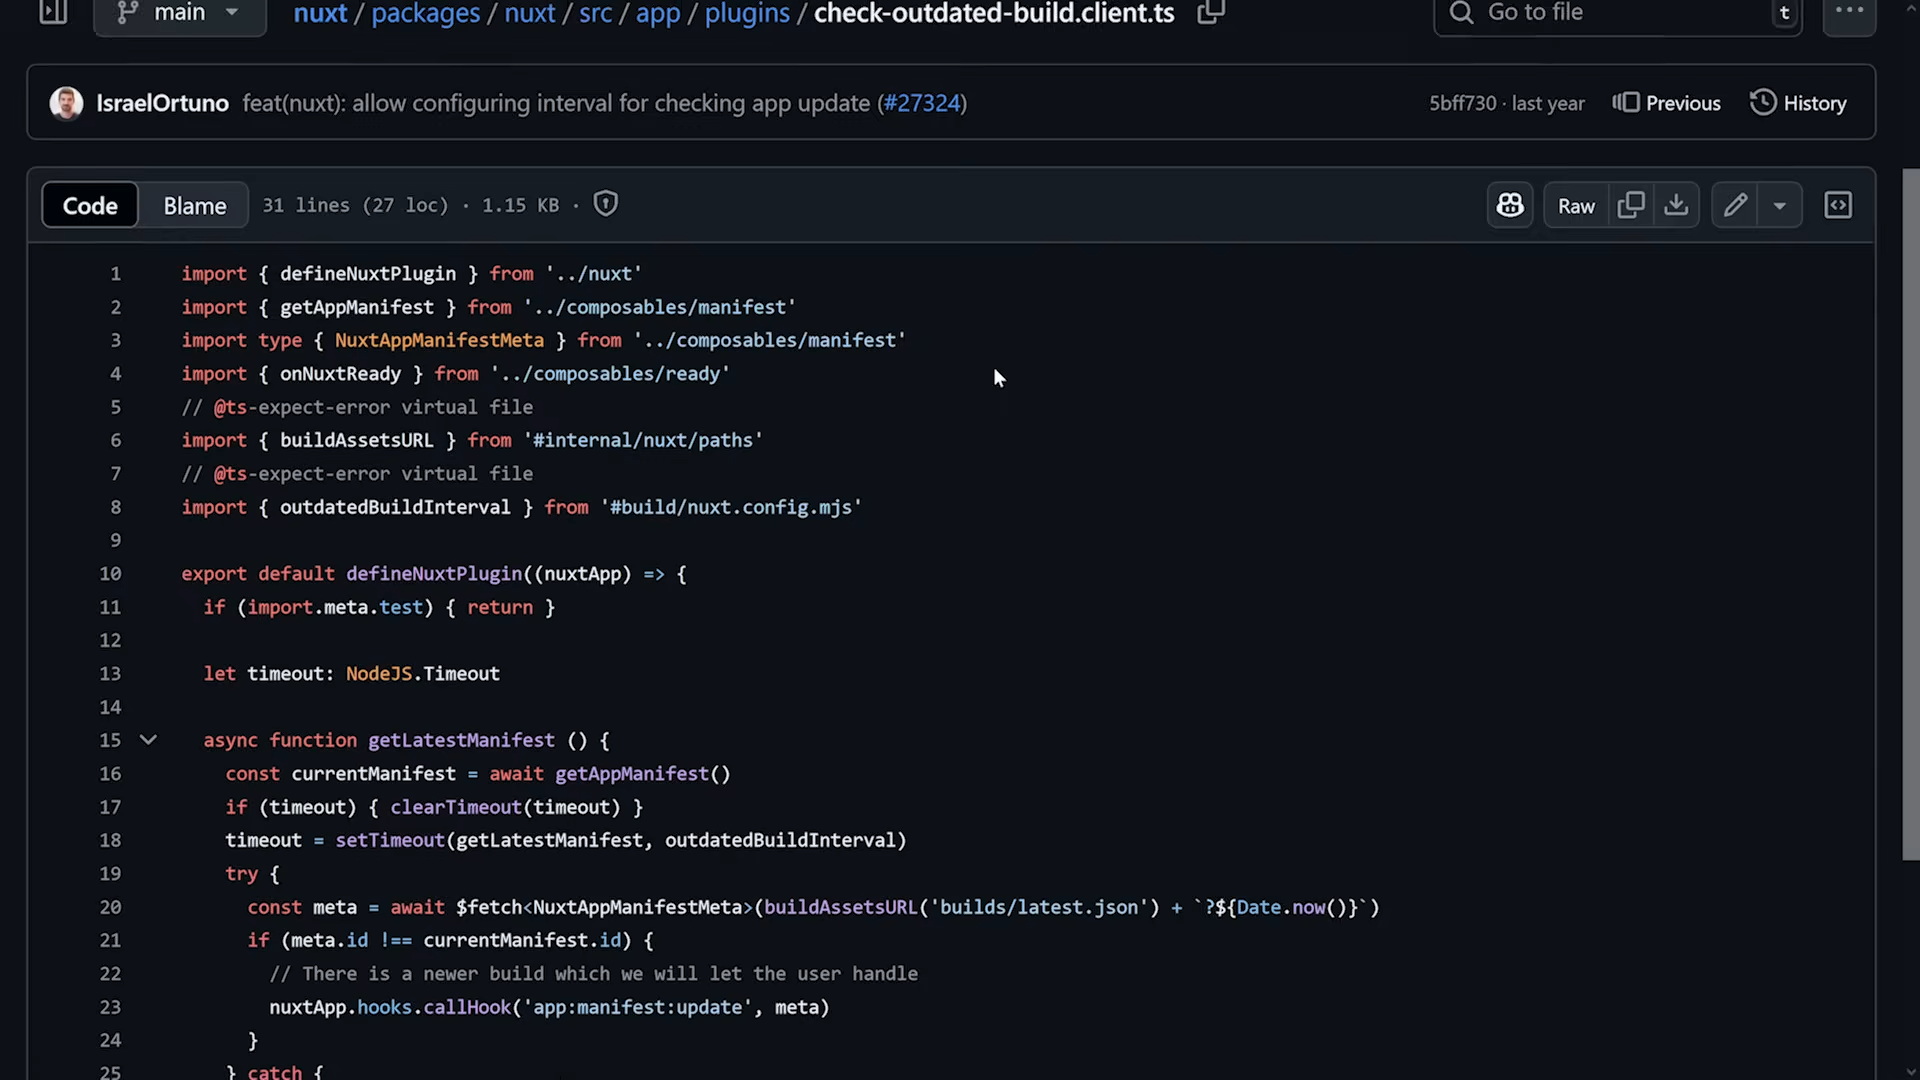 main
nuxt / packages / nuxt / src / app / plugins / check-outdated-build.client.ts
Go to file
t
IsraelOrtuno feat(nuxt): allow configuring interval for checking app update (#27324)
5bff730 · last year
Previous
History
Code
Blame
31 lines (27 loc) · 1.15 KB ·
Raw
1 import { defineNuxtPlugin } from '../nuxt'
2 import { getAppManifest } from '../composables/manifest'
3 import type { NuxtAppManifestMeta } from '../composables/manifest'
4 import { onNuxtReady } from '../composables/ready'
5 // @ts-expect-error virtual file
6 import { buildAssetsURL } from '#internal/nuxt/paths'
7 // @ts-expect-error virtual file
8 import { outdatedBuildInterval } from '#build/nuxt.config.mjs'
9
10 export default defineNuxtPlugin((nuxtApp) => {
11 if (import.meta.test) { return }
12
13 let timeout: NodeJS.Timeout
14
15 async function getLatestManifest () {
16 const currentManifest = await getAppManifest()
17 if (timeout) { clearTimeout(timeout) }
18 timeout = setTimeout(getLatestManifest, outdatedBuildInterval)
19 try {
20 const meta = await $fetch<NuxtAppManifestMeta>(buildAssetsURL('builds/latest.json') + `?${Date.now()}`)
21 if (meta.id !== currentManifest.id) {
22 // There is a newer build which we will let the user handle
23 nuxtApp.hooks.callHook('app:manifest:update', meta)
24 }
25 } catch {